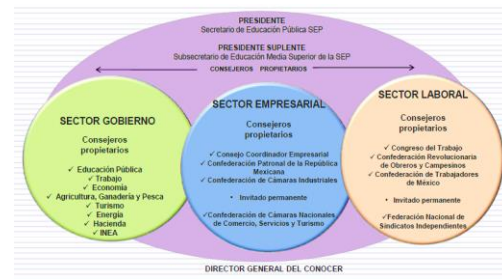 PRESIDENTE
Secretario de Educación Pública SEP
PRESIDENTE SUPLENTE
Subsecretario de Educación Media Superior de la SEP
CONSEJEROS PROPIETARIOS
SECTOR GOBIERNO
Consejeros
propietarios
✓ Educación Pública
✓ Trabajo
✓ Economía
✓ Agricultura, Ganadería y Pesca
✓ Turismo
✓ Energía
✓ Hacienda
✓ INEA
SECTOR EMPRESARIAL
Consejeros
propietarios
✓ Consejo Coordinador Empresarial
✓ Confederación Patronal de la República
Mexicana
✓ Confederación de Cámaras Industriales
• Invitado permanente
✓Confederación de Cámaras Nacionales
de Comercio, Servicios y Turismo
SECTOR LABORAL
Consejeros
propietarios
✓ Congreso del Trabajo
✓ Confederación Revolucionaria
de Obreros y Campesinos
✓ Confederación de Trabajadores
de México
• Invitado permanente
✓Federación Nacional de
Sindicatos Independientes
DIRECTOR GENERAL DEL CONOCER